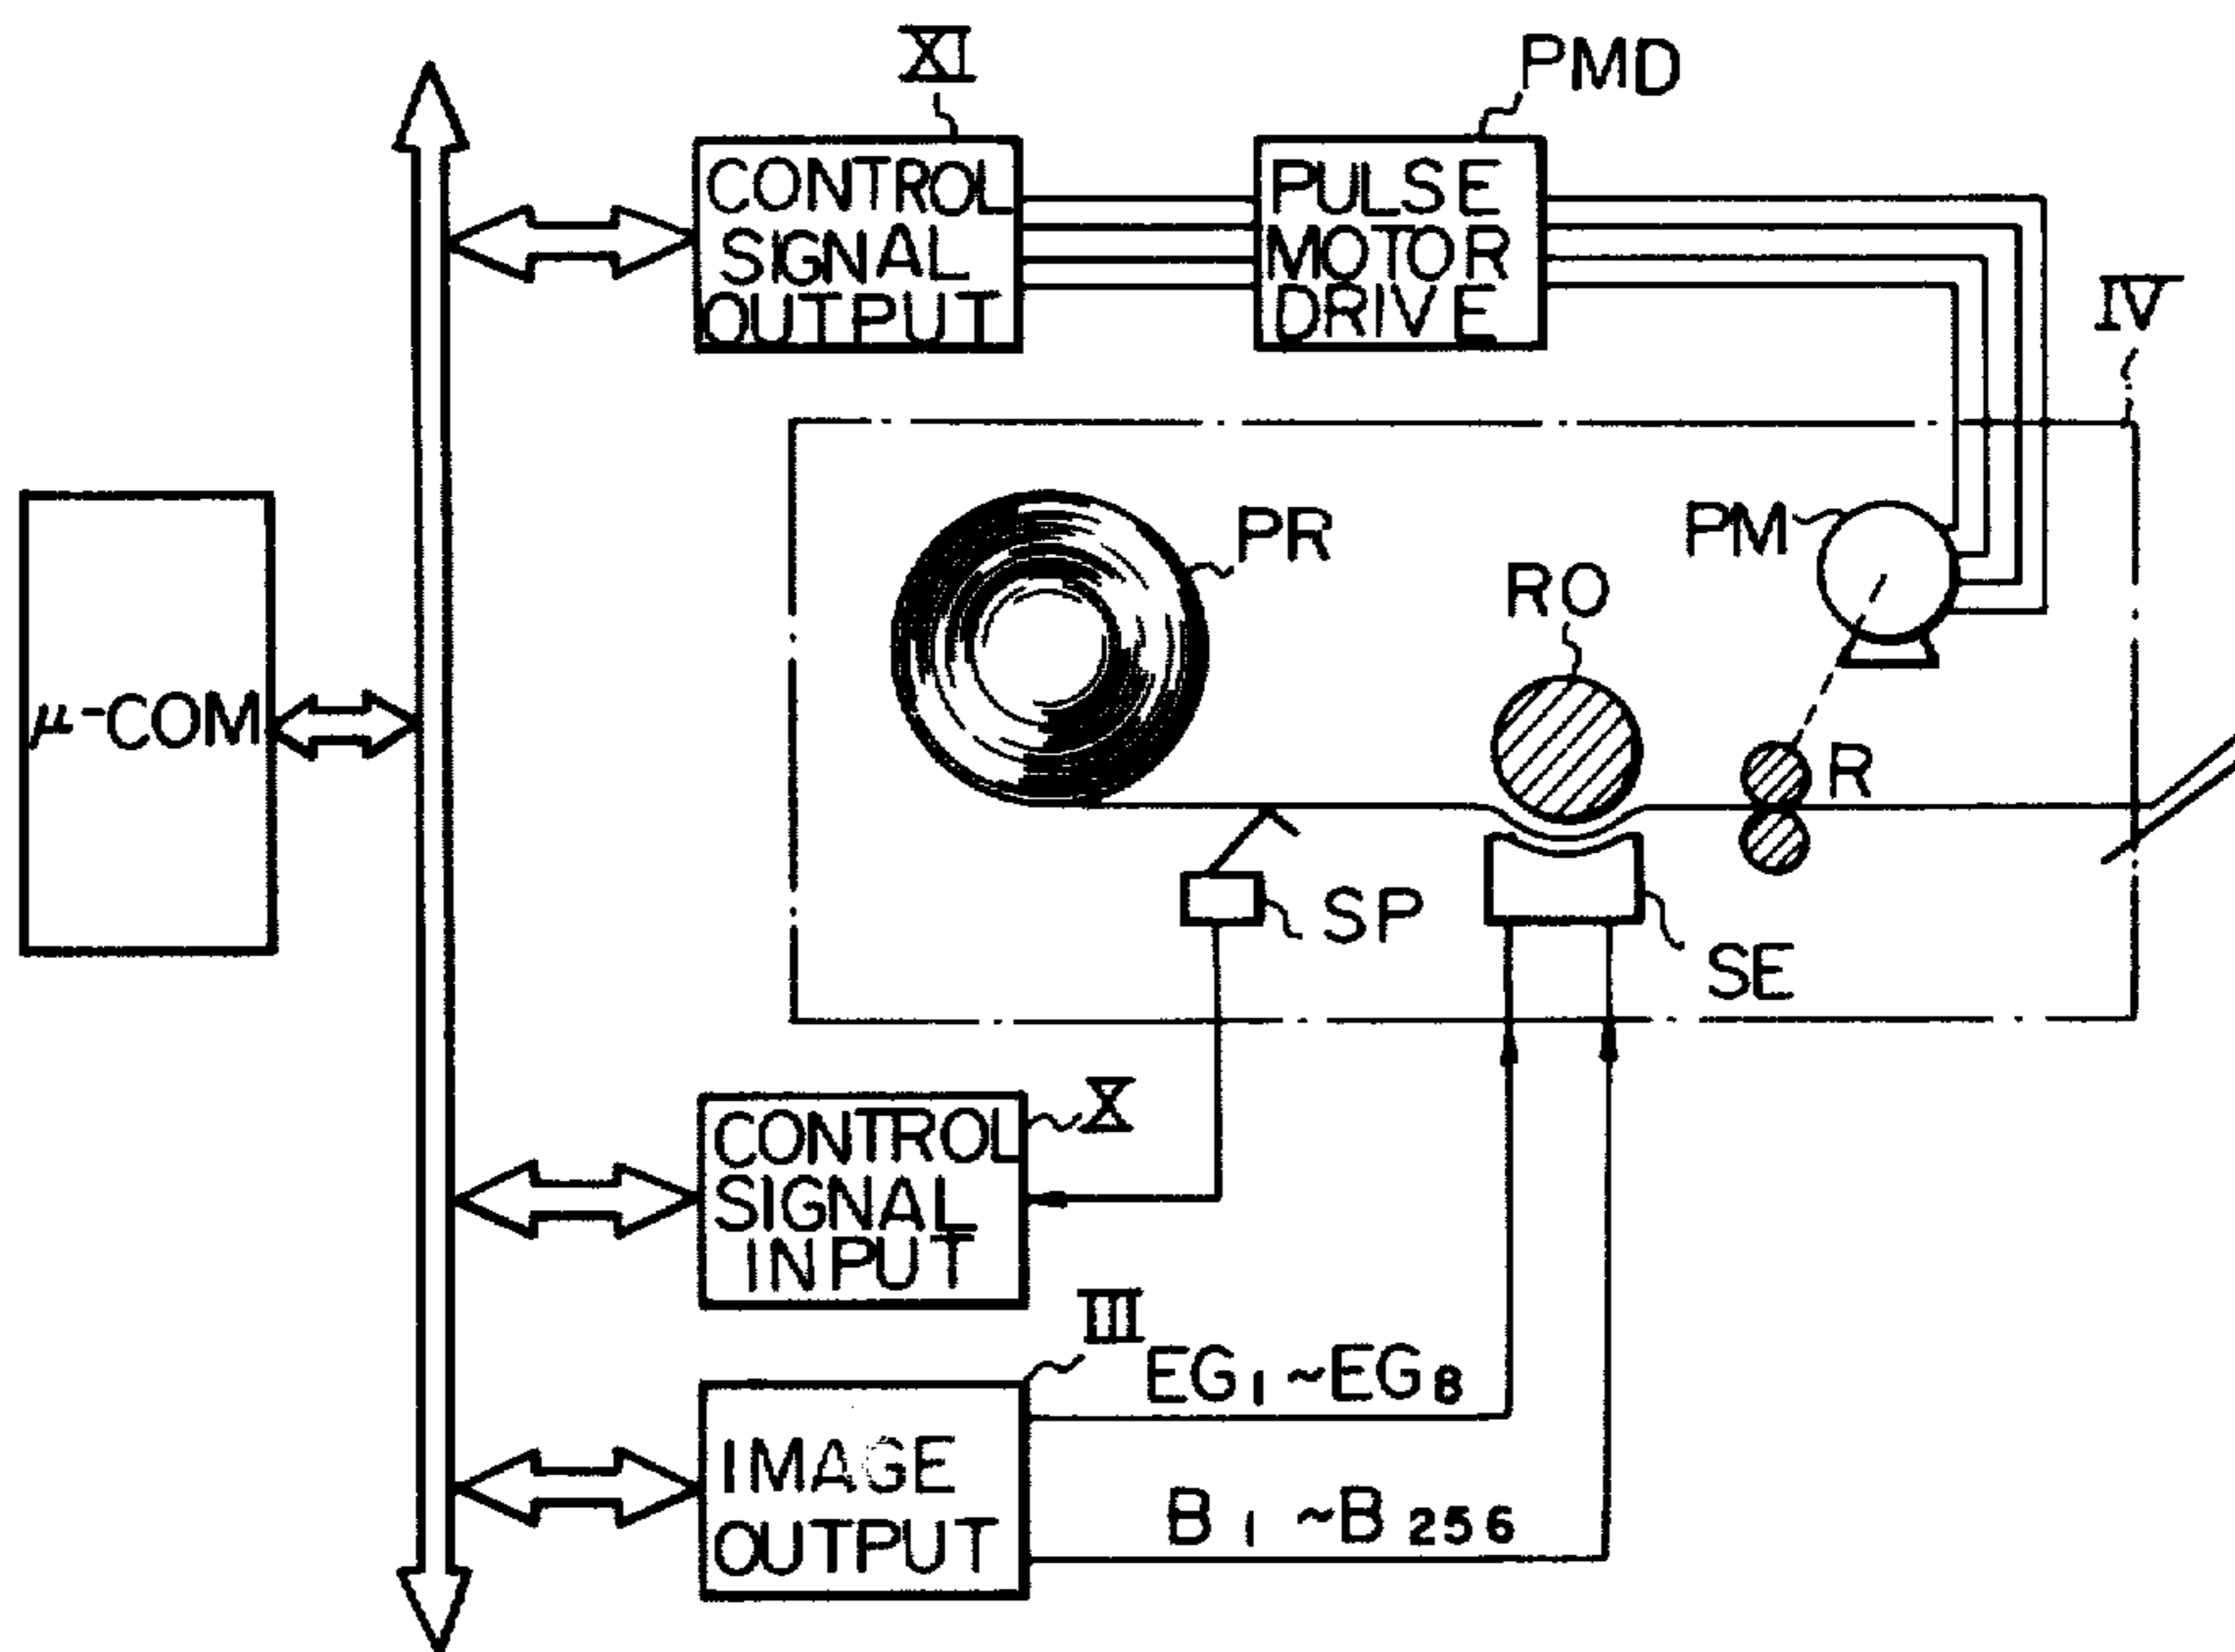 XI
PMD
CONTROL
SIGNAL
OUTPUT
PULSE
MOTOR
DRIVE
IV
PR
PM
RO
μ-COM
R
SP
SE
CONTROL
SIGNAL
INPUT
X
III
EG1~EG8
IMAGE
OUTPUT
B1~B256